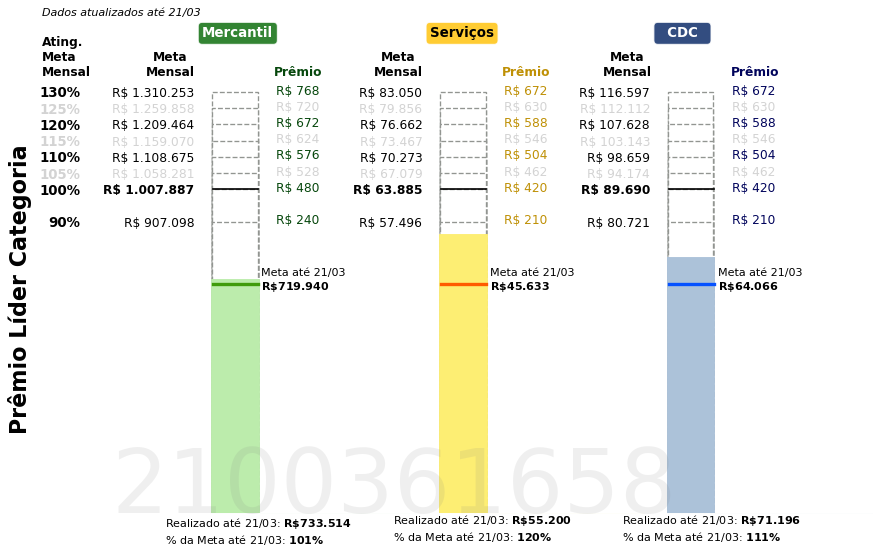 Dados atualizados até 21/03
Mercantil Serviços CDC
Ating. Meta Mensal Meta Mensal Prêmio Meta Mensal Prêmio Meta Mensal Prêmio
130% R$ 1.310.253 R$ 768 R$ 83.050 R$ 672 R$ 116.597 R$ 672
125% R$ 1.259.858 R$ 720 R$ 79.856 R$ 630 R$ 112.112 R$ 630
120% R$ 1.209.464 R$ 672 R$ 76.662 R$ 588 R$ 107.628 R$ 588
115% R$ 1.159.070 R$ 624 R$ 73.467 R$ 546 R$ 103.143 R$ 546
110% R$ 1.108.675 R$ 576 R$ 70.273 R$ 504 R$ 98.659 R$ 504
105% R$ 1.058.281 R$ 528 R$ 67.079 R$ 462 R$ 94.174 R$ 462
100% R$ 1.007.887 R$ 480 R$ 63.885 R$ 420 R$ 89.690 R$ 420
90% R$ 907.098 R$ 240 R$ 57.496 R$ 210 R$ 80.721 R$ 210
Prêmio Líder Categoria
Meta até 21/03 Meta até 21/03 Meta até 21/03
R$719.940 R$45.633 R$64.066
2100361658
Realizado até 21/03: R$733.514 Realizado até 21/03: R$55.200 Realizado até 21/03: R$71.196
% da Meta até 21/03: 101% % da Meta até 21/03: 120% % da Meta até 21/03: 111%